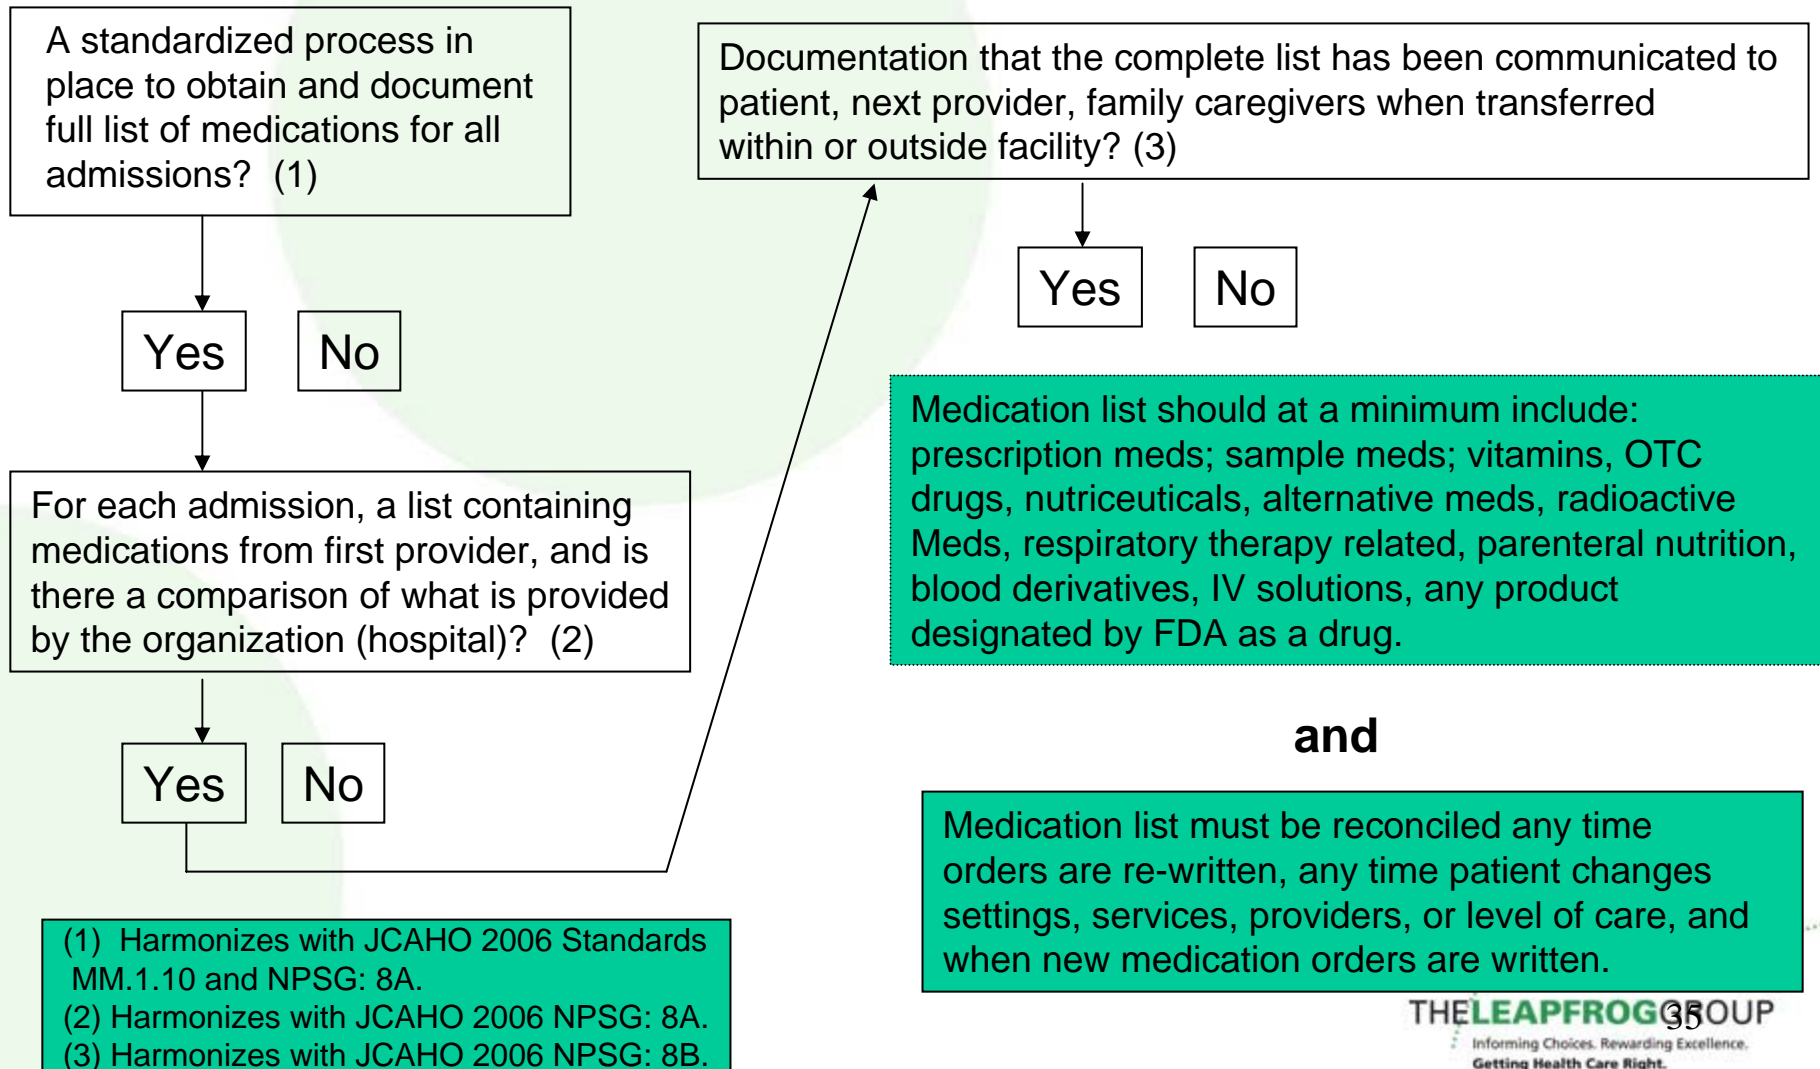 A standardized process in
place to obtain and document
full list of medications for all
admissions? (1)
Yes
No
For each admission, a list containing
medications from first provider, and is
there a comparison of what is provided
by the organization (hospital)? (2)
Yes
No
(1) Harmonizes with JCAHO 2006 Standards
MM.1.10 and NPSG: 8A.
(2) Harmonizes with JCAHO 2006 NPSG: 8A.
(3) Harmonizes with JCAHO 2006 NPSG: 8B.
Documentation that the complete list has been communicated to
patient, next provider, family caregivers when transferred
within or outside facility? (3)
Yes
No
Medication list should at a minimum include:
prescription meds; sample meds; vitamins, OTC
drugs, nutriceuticals, alternative meds, radioactive
Meds, respiratory therapy related, parenteral nutrition,
blood derivatives, IV solutions, any product
designated by FDA as a drug.
and
Medication list must be reconciled any time
orders are re-written, any time patient changes
settings, services, providers, or level of care, and
when new medication orders are written.
THE LEAPFROG GROUP
35
Informing Choices. Rewarding Excellence.
Getting Health Care Right.